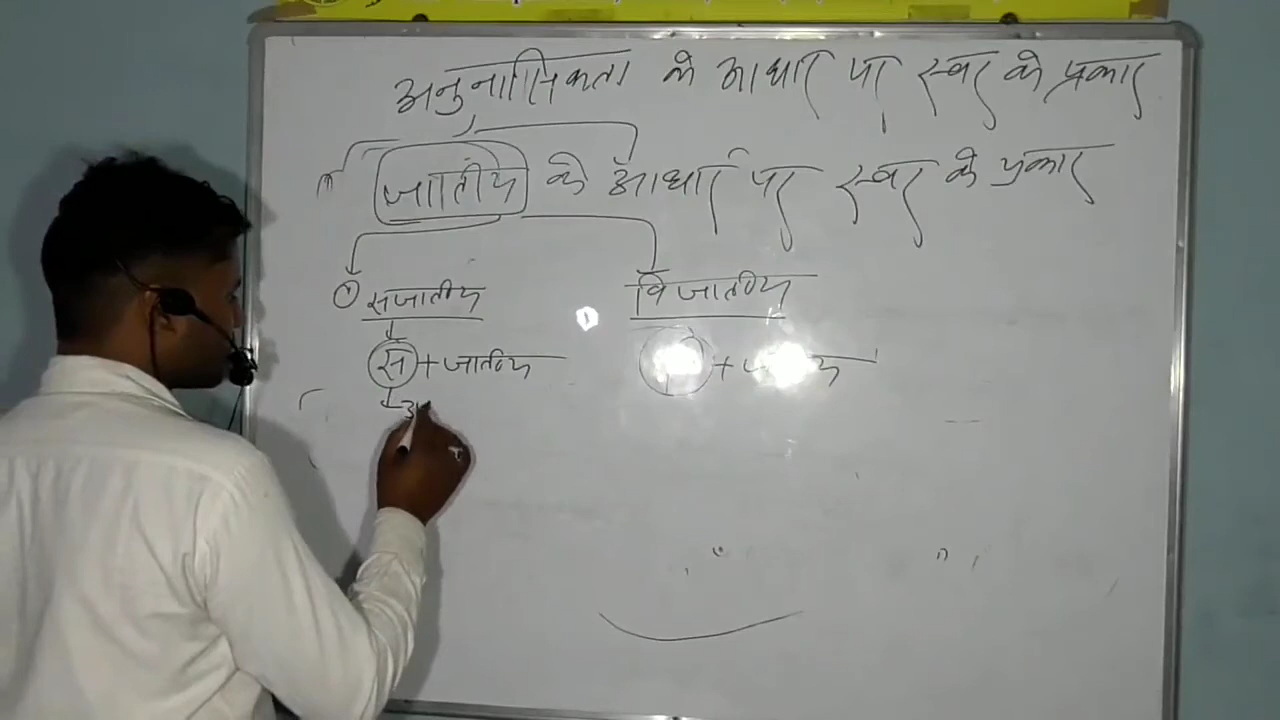 अनुनासिकता के आधार पर स्वर के प्रकार
जातीय के आधार पर स्वर के प्रकार
सजातीय विजातीय
स + जातीय